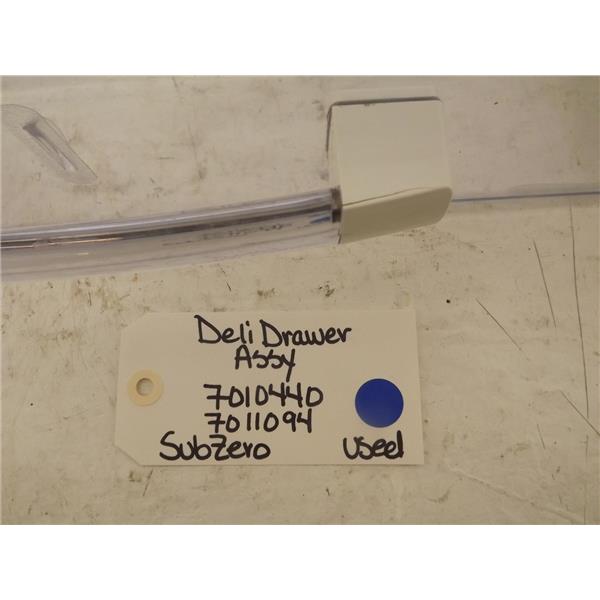 Deli Drawer
Assy
7010440
7011094
SubZero Used